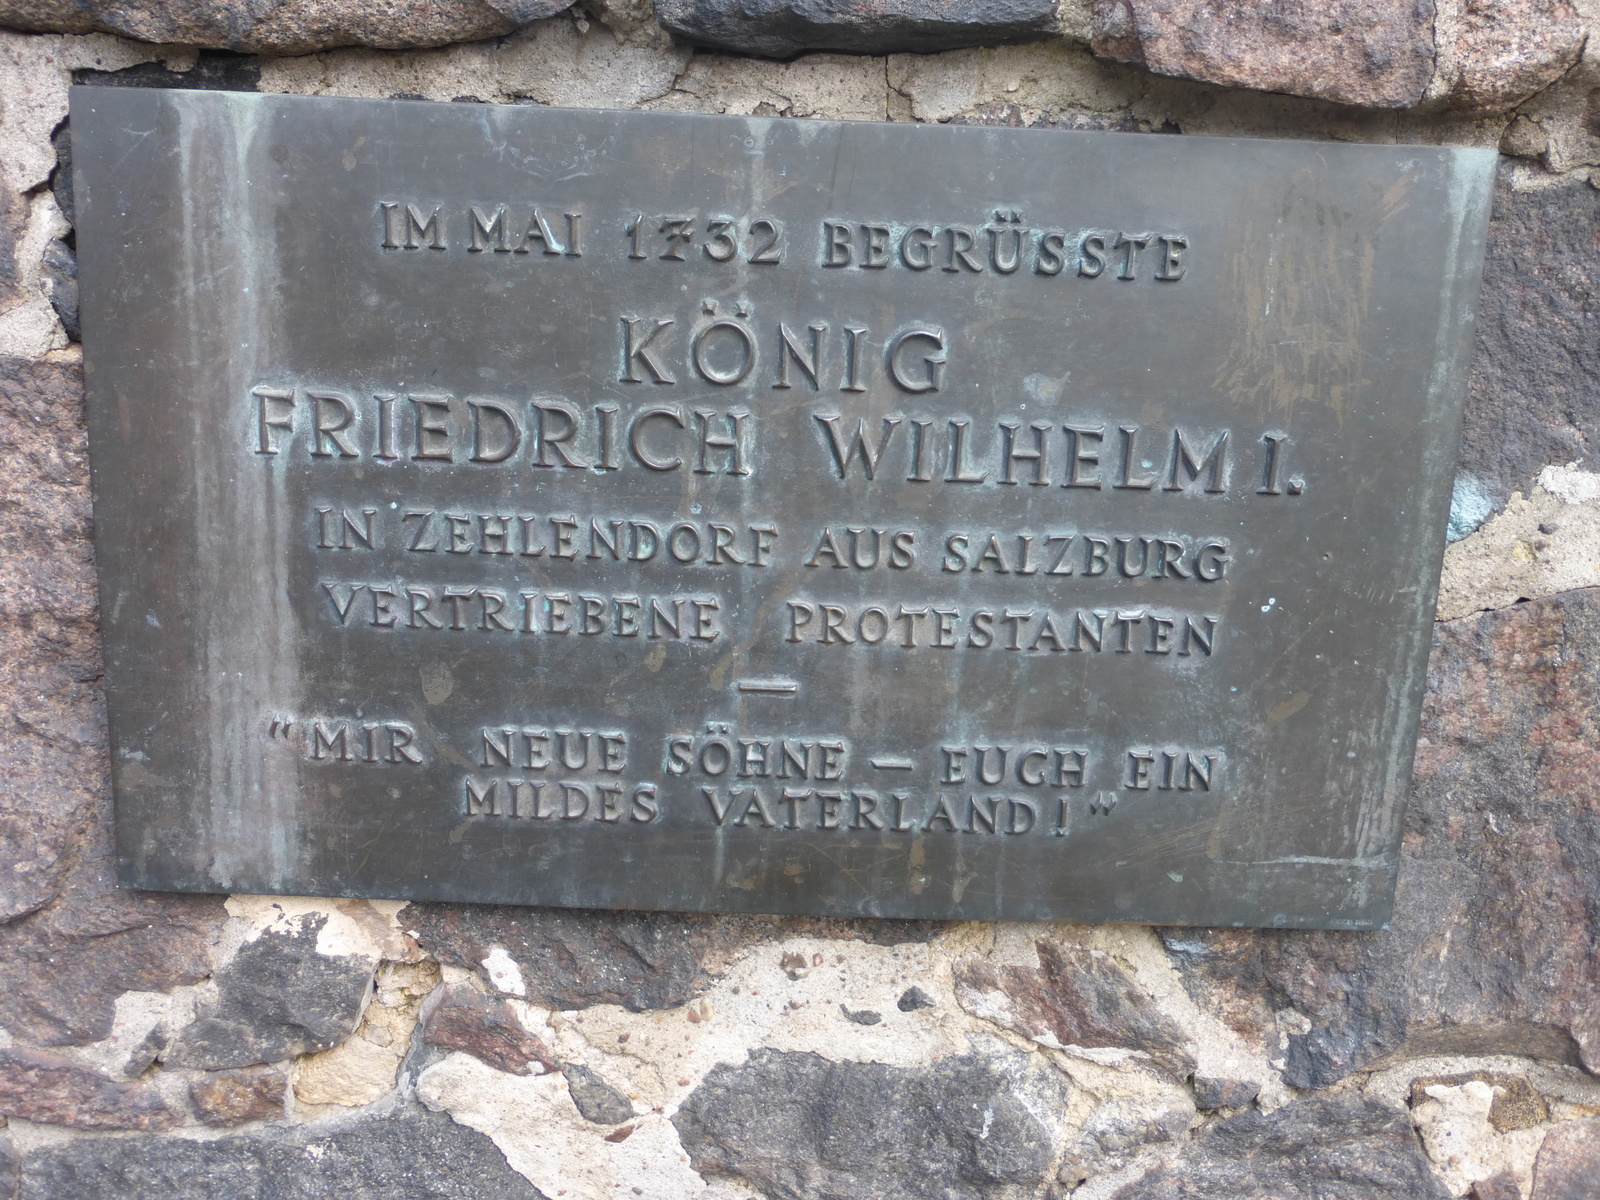 IM MAI 1732 BEGRÜSSTE
KÖNIG
FRIEDRICH WILHELM I.
IN ZEHLENDORF AUS SALZBURG
VERTRIEBENE PROTESTANTEN
—
"MIR NEUE SÖHNE — EUCH EIN
MILDES VATERLAND!"